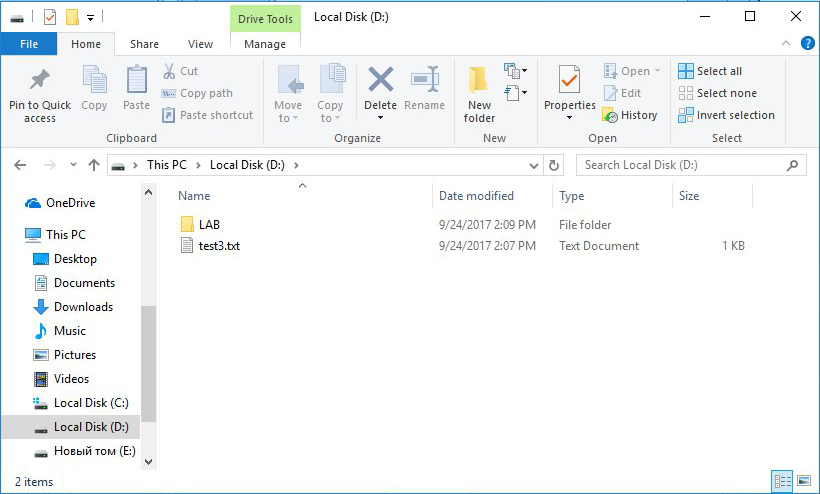 Drive Tools Local Disk (D:)
File Home Share View Manage
Pin to Quick access
Copy
Paste
Cut
Copy path
Paste shortcut
Clipboard
Move to
Copy to
Delete
Rename
Organize
New folder
New
Properties
Open
Edit
History
Open
Select all
Select none
Invert selection
Select
This PC Local Disk (D:)
Search Local Disk (D:)
Name Date modified Type Size
LAB 9/24/2017 2:09 PM File folder
test3.txt 9/24/2017 2:07 PM Text Document 1 KB
OneDrive
This PC
Desktop
Documents
Downloads
Music
Pictures
Videos
Local Disk (C:)
Local Disk (D:)
Новый том (E:)
2 items